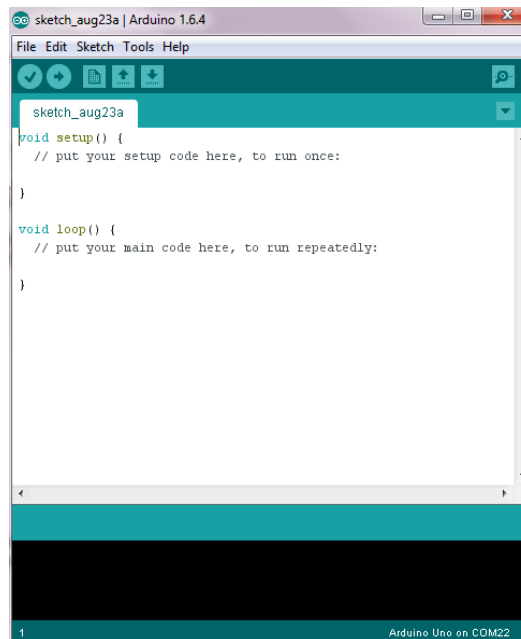 sketch_aug23a | Arduino 1.6.4
File Edit Sketch Tools Help
sketch_aug23a
void setup() {
  // put your setup code here, to run once:
}
void loop() {
  // put your main code here, to run repeatedly:
}
1 Arduino Uno on COM22